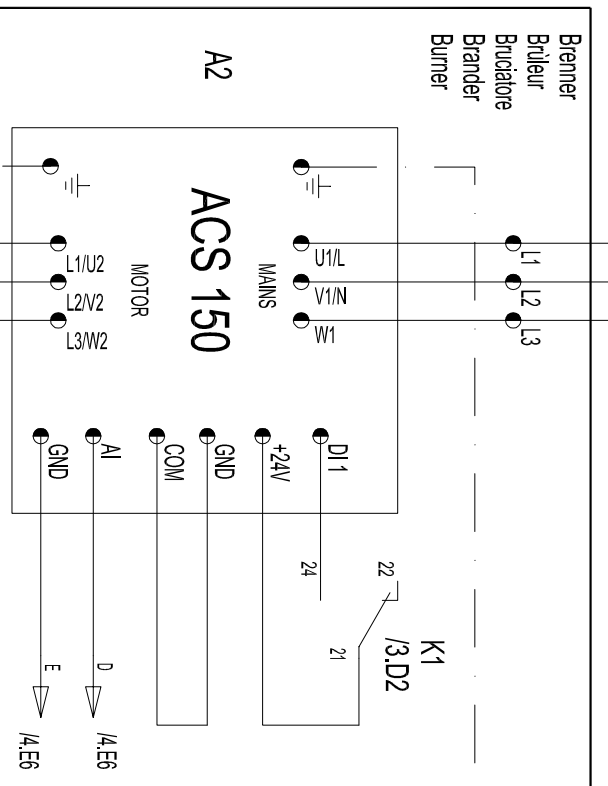 Brenner
Brùleur
Bruciatore
Brander
Burner
A2
L1
L2
L3
U1/L
V1/N
W1
MAINS
ACS 150
MOTOR
L1/U2
L2/V2
L3/W2
DI 1
+24V
GND
COM
AI
GND
22
24
21
K1
/3.D2
D
/4.E6
E
/4.E6